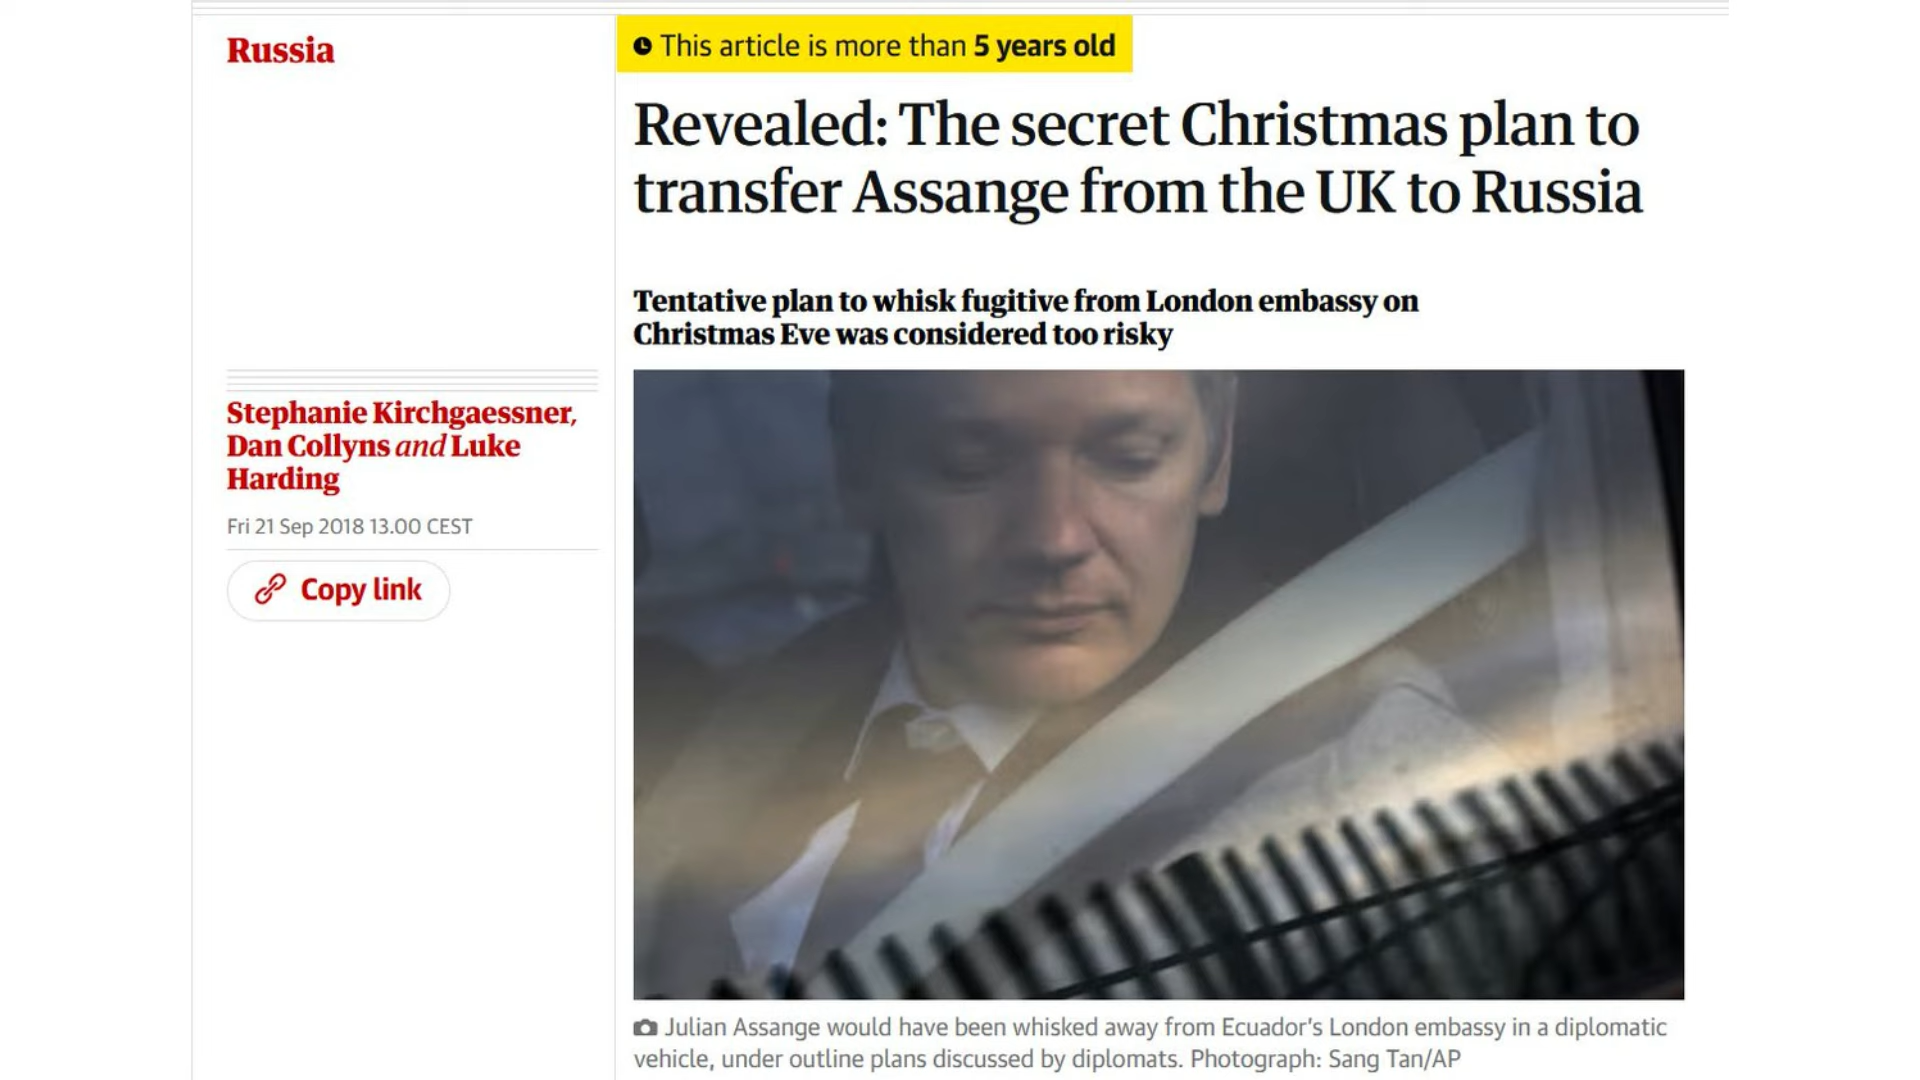 Russia
This article is more than 5 years old
Revealed: The secret Christmas plan to
transfer Assange from the UK to Russia
Tentative plan to whisk fugitive from London embassy on
Christmas Eve was considered too risky
Stephanie Kirchgaessner,
Dan Collyns and Luke
Harding
Fri 21 Sep 2018 13.00 CEST
Copy link
Julian Assange would have been whisked away from Ecuador’s London embassy in a diplomatic
vehicle, under outline plans discussed by diplomats. Photograph: Sang Tan/AP